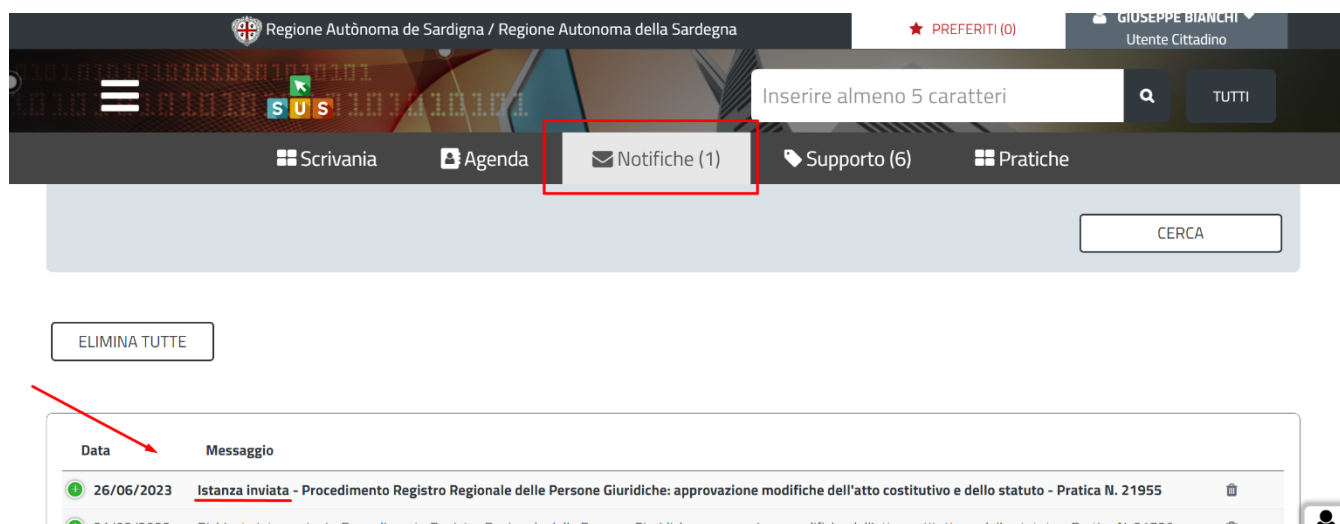 Regione Autònoma de Sardigna / Regione Autonoma della Sardegna
PREFERITI (0)
GIUSEPPE BIANCHI
Utente Cittadino
SUS
Inserire almeno 5 caratteri
TUTTI
Scrivania
Agenda
Notifiche (1)
Supporto (6)
Pratiche
CERCA
ELIMINA TUTTE
Data Messaggio
26/06/2023 Istanza inviata - Procedimento Registro Regionale delle Persone Giuridiche: approvazione modifiche dell'atto costitutivo e dello statuto - Pratica N. 21955